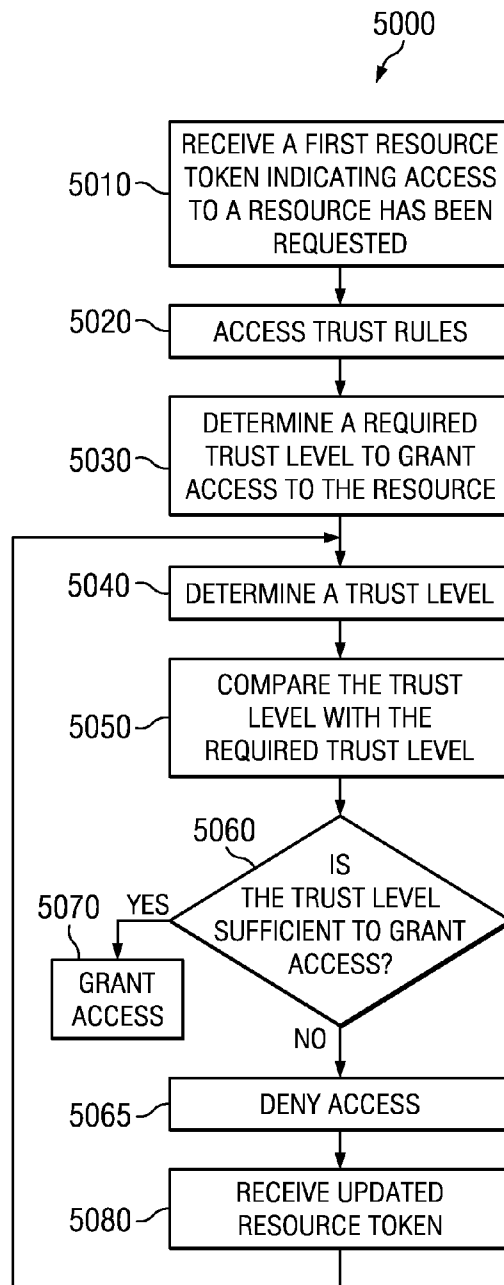 5000
5010
RECEIVE A FIRST RESOURCE
TOKEN INDICATING ACCESS
TO A RESOURCE HAS BEEN
REQUESTED
5020
ACCESS TRUST RULES
5030
DETERMINE A REQUIRED
TRUST LEVEL TO GRANT
ACCESS TO THE RESOURCE
5040
DETERMINE A TRUST LEVEL
5050
COMPARE THE TRUST
LEVEL WITH THE
REQUIRED TRUST LEVEL
5060
IS
THE TRUST LEVEL
SUFFICIENT TO GRANT
ACCESS?
5070
YES
GRANT
ACCESS
NO
5065
DENY ACCESS
5080
RECEIVE UPDATED
RESOURCE TOKEN